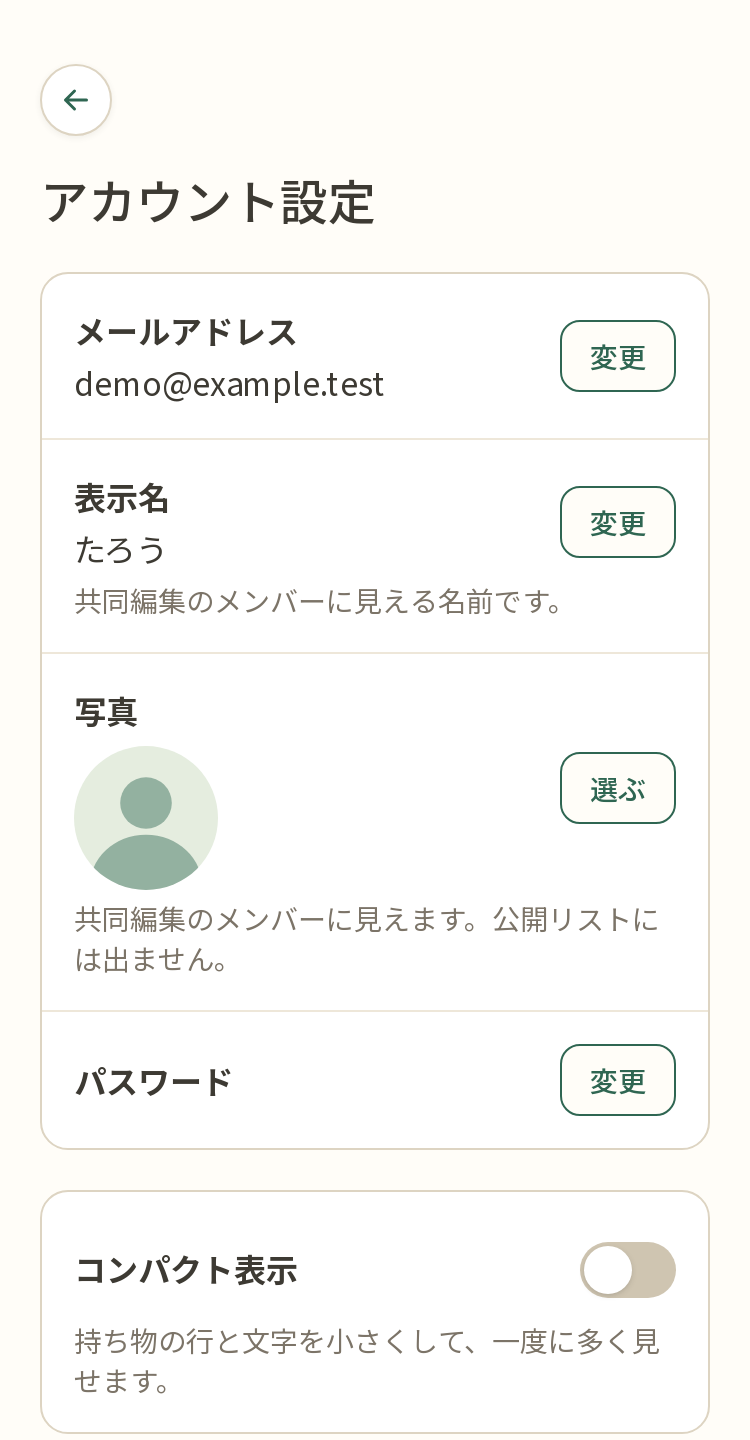 アカウント設定
メールアドレス
demo@example.test
変更
表示名
たろう
共同編集のメンバーに見える名前です。
変更
写真
選ぶ
共同編集のメンバーに見えます。公開リストに
は出ません。
パスワード
変更
コンパクト表示
持ち物の行と文字を小さくして、一度に多く見
せます。